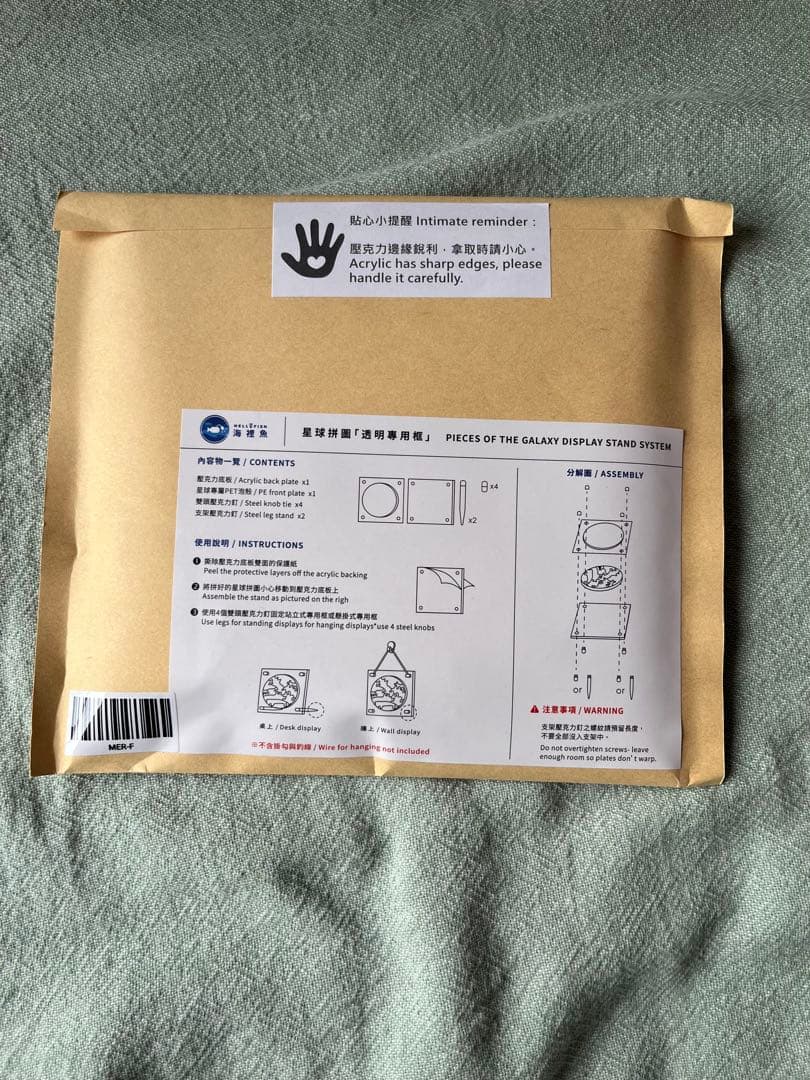 貼心小提醒 Intimate reminder :
壓克力邊緣銳利，拿取時請小心。
Acrylic has sharp edges, please
handle it carefully.
HELLO FISH
海裡魚
星球拼圖「透明專用框」 PIECES OF THE GALAXY DISPLAY STAND SYSTEM
內容物一覽 / CONTENTS
壓克力底板 / Acrylic back plate x1
星球專屬PET泡殼 / PE front plate x1
雙頭壓克力釘 / Steel knob tie x4
支架壓克力釘 / Steel leg stand x2
x4
x2
使用說明 / INSTRUCTIONS
1 撕除壓克力底板雙面的保護紙
Peel the protective layers off the acrylic backing
2 將拼好的星球拼圖小心移動到壓克力底板上
Assemble the stand as pictured on the righ
3 使用4個雙頭壓克力釘固定站立式專用框或懸掛式專用框
Use legs for standing displays for hanging displays*use 4 steel knobs
桌上 / Desk display
牆上 / Wall display
※不含掛勾與釣線 / Wire for hanging not included
分解圖 / ASSEMBLY
or
or
注意事項 / WARNING
支架壓克力釘之螺紋請預留長度，
不要全部沒入支架中。
Do not overtighten screws- leave
enough room so plates don't warp.
MER-F